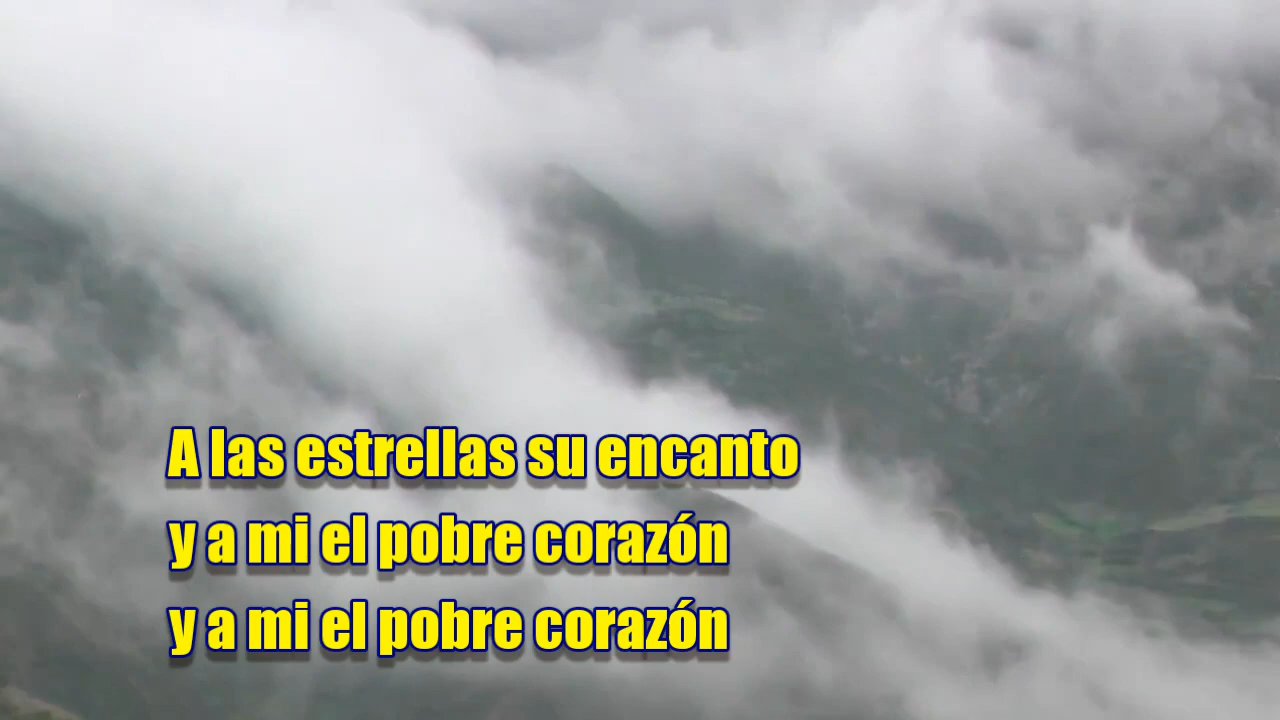 A las estrellas su encanto
y a mi el pobre corazón
y a mi el pobre corazón